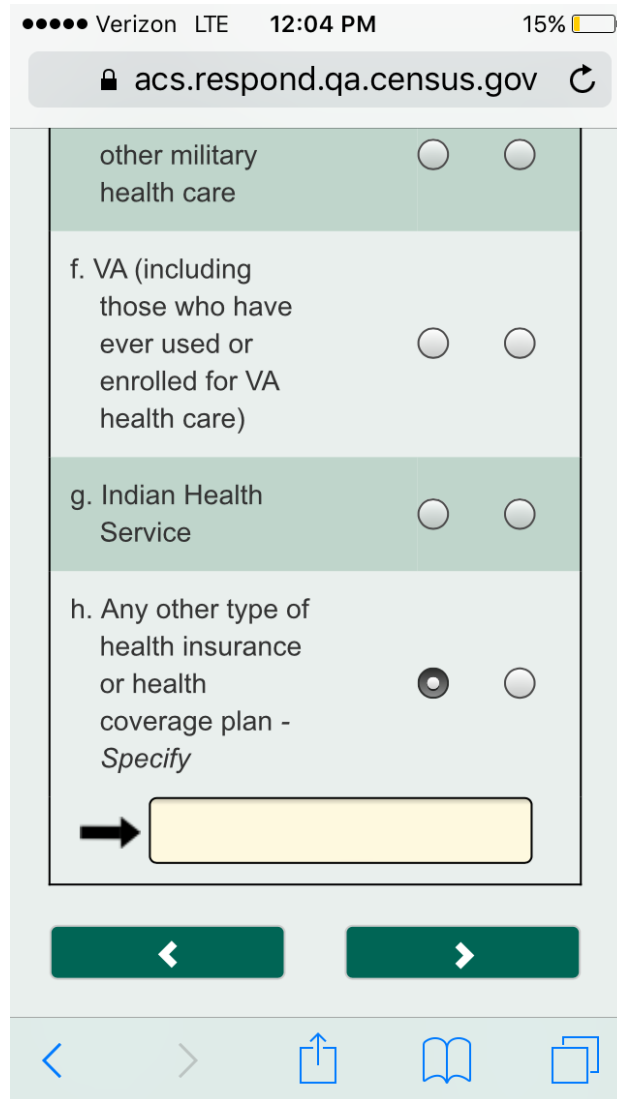 Verizon LTE 12:04 PM 15%
acs.respond.qa.census.gov
other military
health care
f. VA (including
those who have
ever used or
enrolled for VA
health care)
g. Indian Health
Service
h. Any other type of
health insurance
or health
coverage plan -
Specify